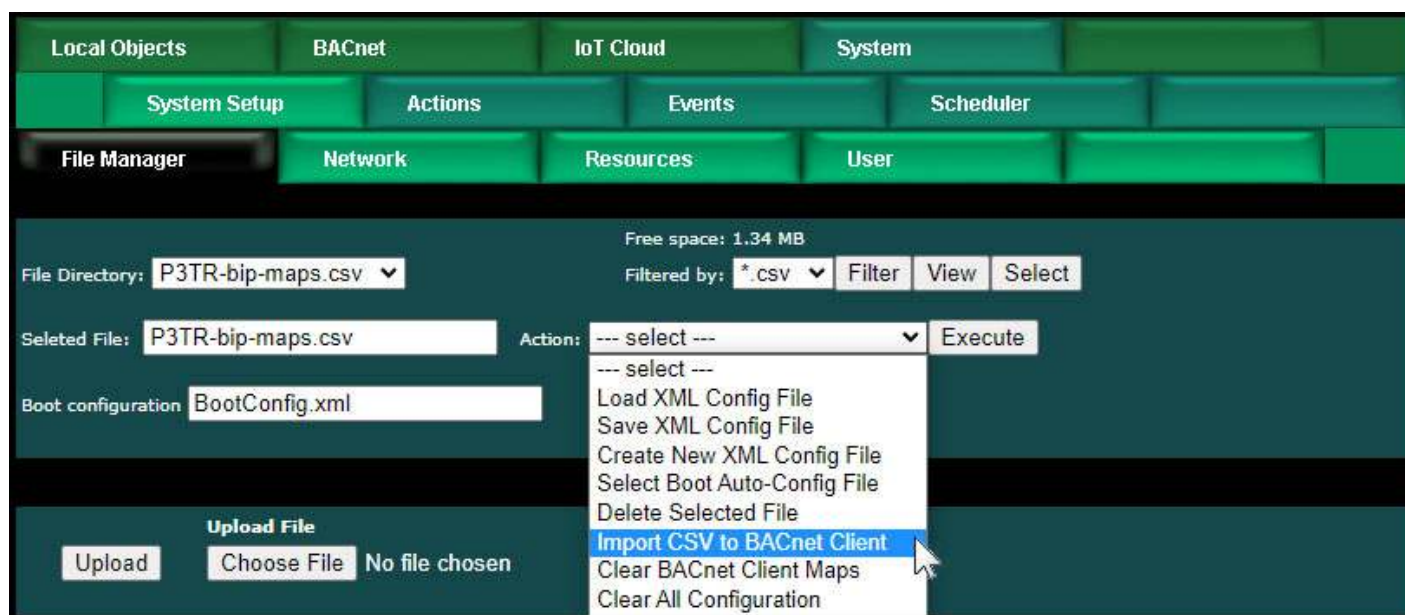 Local Objects BACnet IoT Cloud System
System Setup Actions Events Scheduler
File Manager Network Resources User
Free space: 1.34 MB
File Directory: P3TR-bip-maps.csv Filtered by: *.csv Filter View Select
Seleted File: P3TR-bip-maps.csv Action: --- select --- Execute
--- select ---
Load XML Config File
Boot configuration BootConfig.xml
Save XML Config File
Create New XML Config File
Select Boot Auto-Config File
Delete Selected File
Upload File
Import CSV to BACnet Client
Upload Choose File No file chosen
Clear BACnet Client Maps
Clear All Configuration